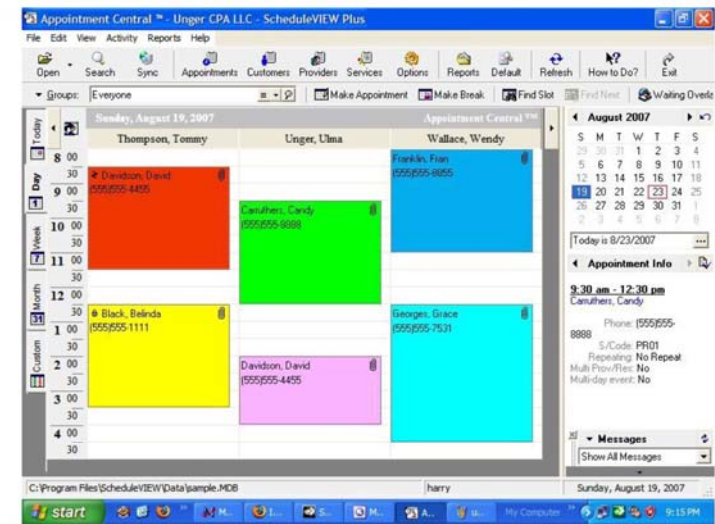 Appointment Central ™ - Unger CPA LLC - ScheduleVIEW Plus
File Edit View Activity Reports Help
Open Search Sync Appointments Customers Providers Services Options Reports Default Refresh How to Do? Exit
Groups: Everyone Make Appointment Make Break Find Slot Find Next Waiting Overla
Sunday, August 19, 2007 Appointment Central ™
Thompson, Tommy Unger, Ulma Wallace, Wendy
Today
Day
1
Week
7
Month
31
Custom
8 00
30
9 00
30
10 00
30
11 00
30
12 00
30
1 00
30
2 00
30
3 00
30
4 00
30
Davidson, David
(555)555-4455
Black, Belinda
(555)555-1111
Carruthers, Candy
(555)555-8888
Davidson, David
(555)555-4455
Franklin, Fran
(555)555-8855
Georges, Grace
(555)555-7531
August 2007
S M T W T F S
29 30 31 1 2 3 4
5 6 7 8 9 10 11
12 13 14 15 16 17 18
19 20 21 22 23 24 25
26 27 28 29 30 31 1
2 3 4 5 6 7 8
Today is 8/23/2007
Appointment Info
9:30 am - 12:30 pm
Carruthers, Candy
Phone: (555)555-
8888
S/Code: PR01
Repeating: No Repeat
Multi Prov/Res: No
Multi-day event: No
Messages
Show All Messages
C:\Program Files\ScheduleVIEW\Data\sample.MDB harry Sunday, August 19, 2007
start M... I... S... M... A... u... My Computer 9:15 PM